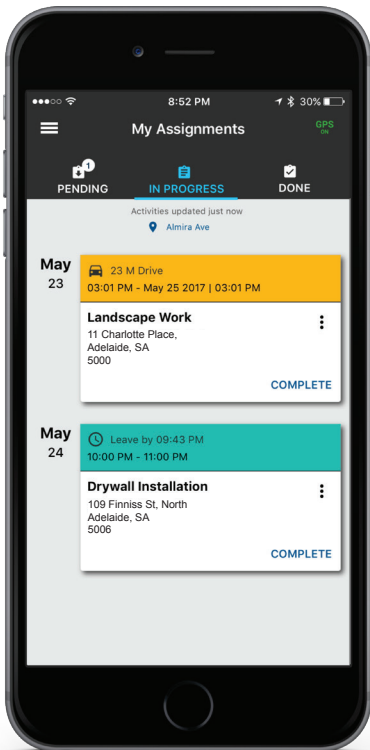 8:52 PM
30%
My Assignments
GPS
ON
1
PENDING
IN PROGRESS
DONE
Activities updated just now
Almira Ave
May
23
23 M Drive
03:01 PM - May 25 2017 | 03:01 PM
Landscape Work
11 Charlotte Place,
Adelaide, SA
5000
COMPLETE
May
24
Leave by 09:43 PM
10:00 PM - 11:00 PM
Drywall Installation
109 Finniss St, North
Adelaide, SA
5006
COMPLETE